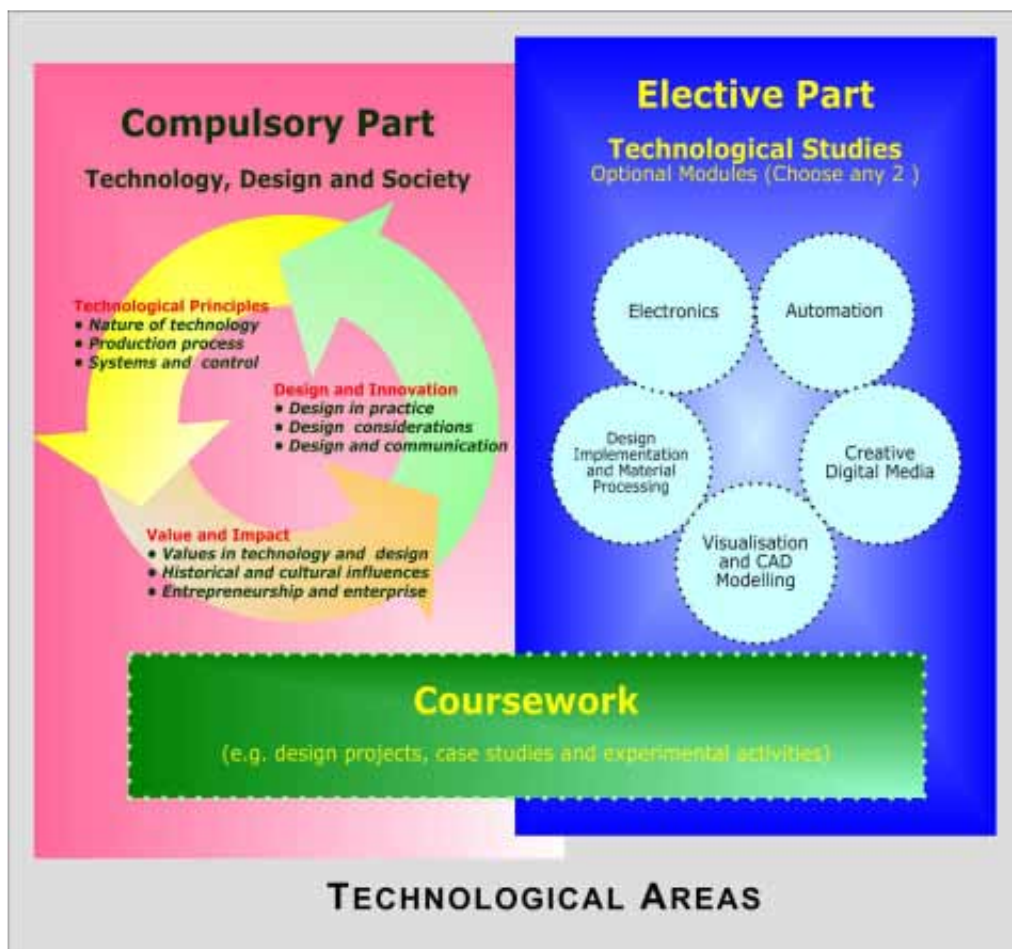 Compulsory Part
Technology, Design and Society
Technological Principles
• Nature of technology
• Production process
• Systems and control
Design and Innovation
• Design in practice
• Design considerations
• Design and communication
Value and Impact
• Values in technology and design
• Historical and cultural influences
• Entrepreneurship and enterprise
Elective Part
Technological Studies
Optional Modules (Choose any 2 )
Electronics
Automation
Design
Implementation
and Material
Processing
Creative
Digital Media
Visualisation
and CAD
Modelling
Coursework
(e.g. design projects, case studies and experimental activities)
TECHNOLOGICAL AREAS